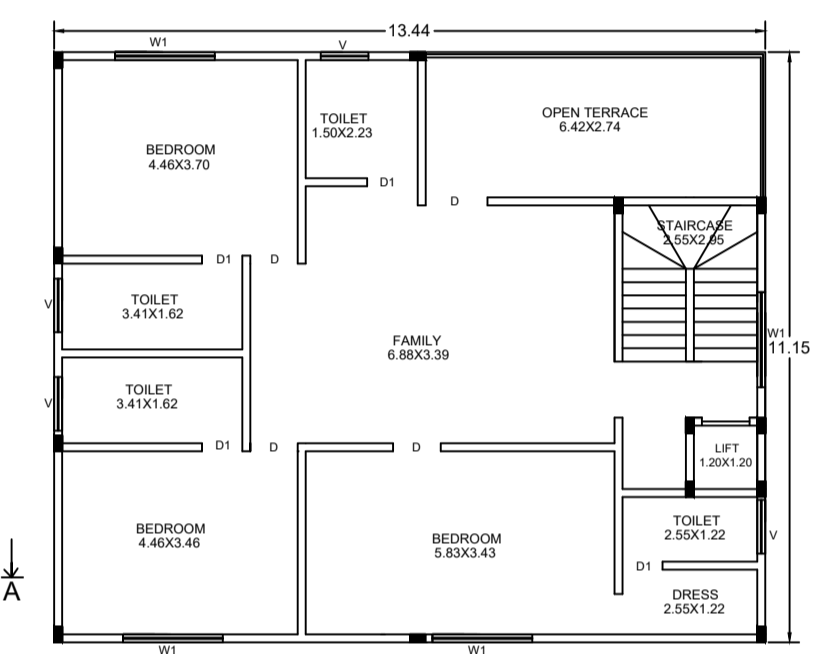 13.44
W1
V
TOILET
1.50X2.23
OPEN TERRACE
6.42X2.74
BEDROOM
4.46X3.70
D1
D
STAIRCASE
2.55X2.95
D1
D
V
TOILET
3.41X1.62
FAMILY
6.88X3.39
W1
11.15
TOILET
3.41X1.62
V
D1
D
D
LIFT
1.20X1.20
BEDROOM
4.46X3.46
BEDROOM
5.83X3.43
TOILET
2.55X1.22
V
D1
DRESS
2.55X1.22
A
W1
W1